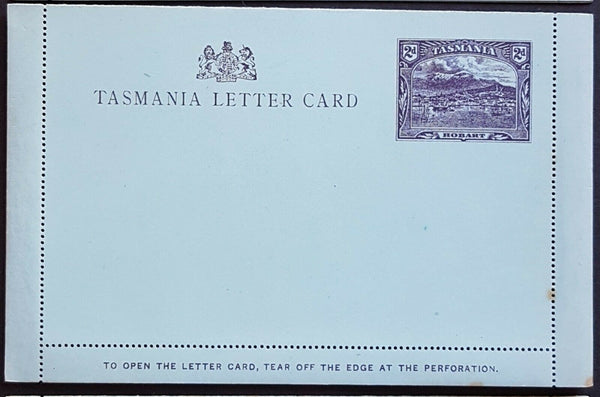 2d TASMANIA 2d
TASMANIA LETTER CARD
HOBART
TO OPEN THE LETTER CARD, TEAR OFF THE EDGE AT THE PERFORATION.